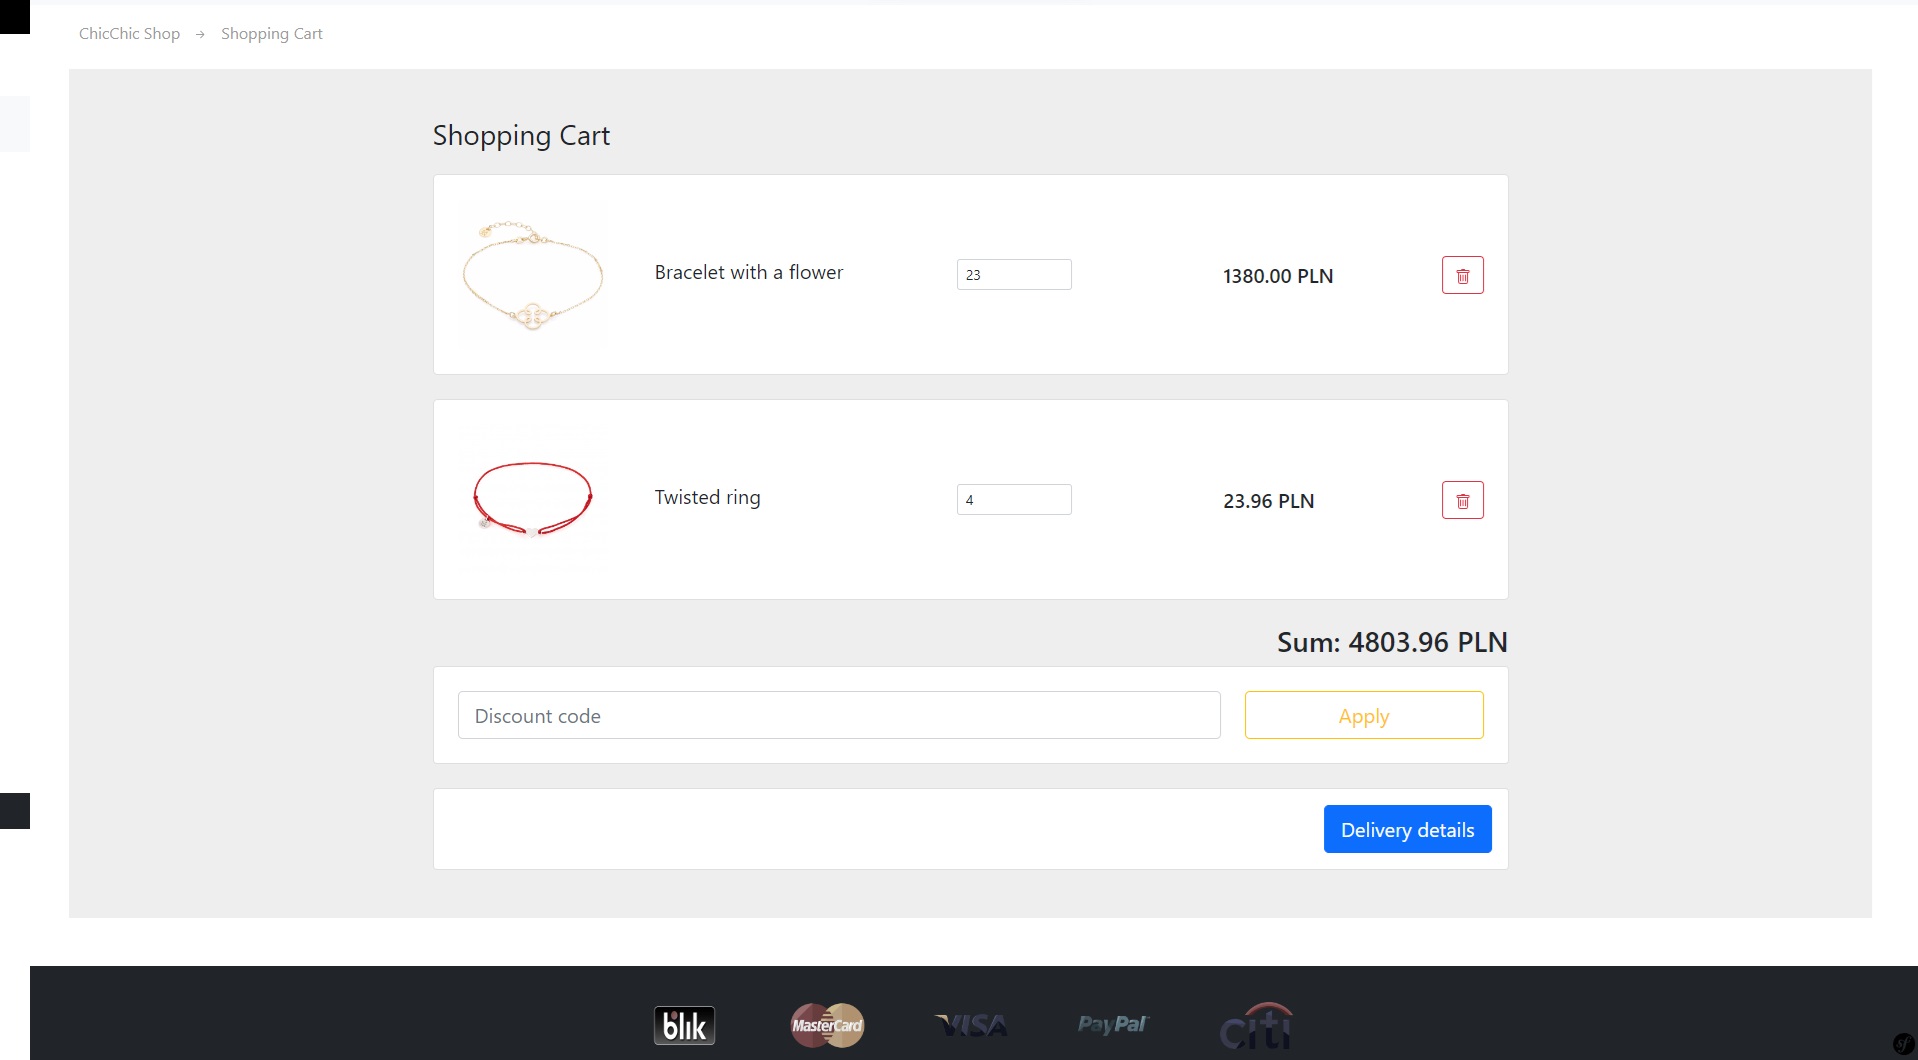 ChicChic Shop → Shopping Cart
Shopping Cart
Bracelet with a flower 23 1380.00 PLN
Twisted ring 4 23.96 PLN
Sum: 4803.96 PLN
Discount code Apply
Delivery details
blik MasterCard VISA PayPal citi
sf